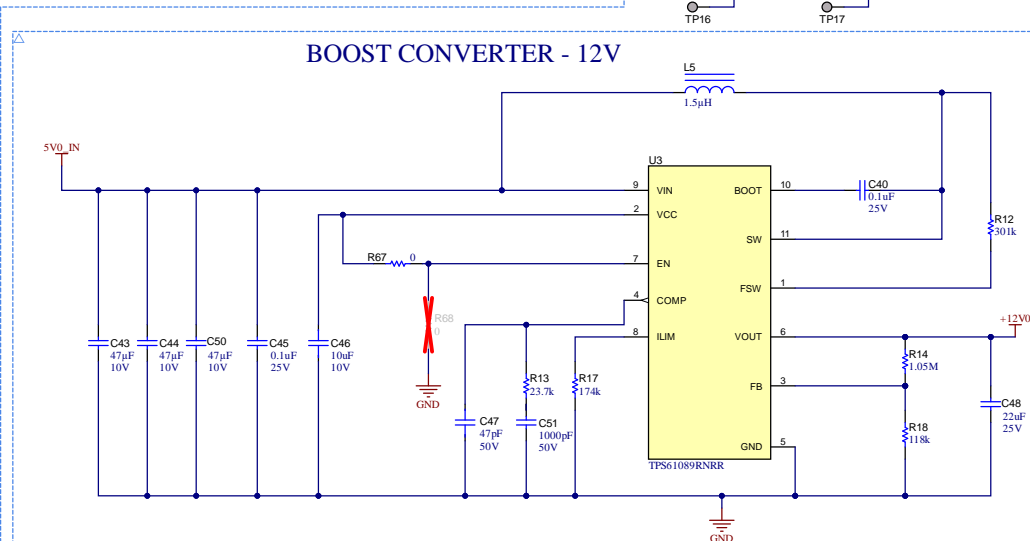 TP16
TP17
BOOST CONVERTER - 12V
L5
1.5µH
5V0_IN
U3
9
VIN
BOOT
10
C40
0.1uF
25V
2
VCC
R12
301k
SW
11
R67
0
7
EN
FSW
1
4
COMP
R68
0
+12V0
8
ILIM
VOUT
6
C43
47µF
10V
C44
47µF
10V
C50
47µF
10V
C45
0.1uF
25V
C46
10uF
10V
R14
1.05M
R13
23.7k
R17
174k
FB
3
GND
C48
22uF
25V
C47
47pF
50V
C51
1000pF
50V
R18
118k
GND
5
TPS61089RNRR
GND